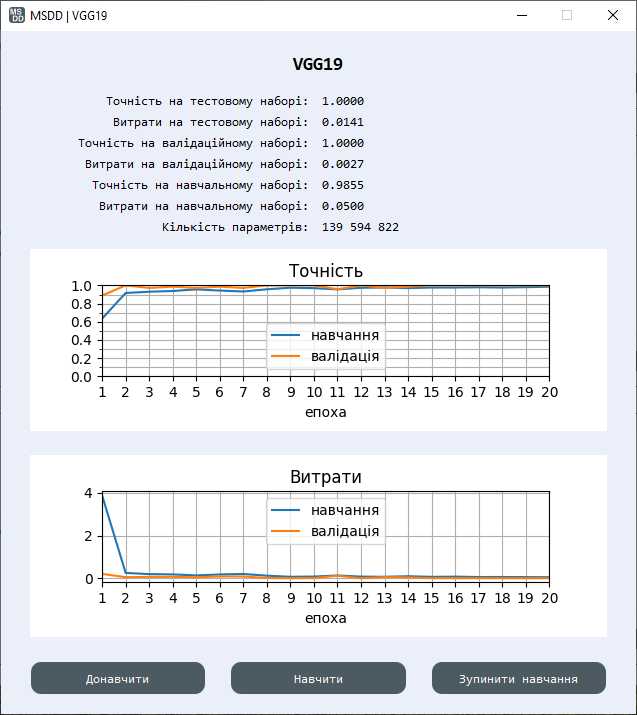 MS
DD
MSDD | VGG19
VGG19
Точність на тестовому наборі: 1.0000
Витрати на тестовому наборі: 0.0141
Точність на валідаційному наборі: 1.0000
Витрати на валідаційному наборі: 0.0027
Точність на навчальному наборі: 0.9855
Витрати на навчальному наборі: 0.0500
Кількість параметрів: 139 594 822
Точність
1.0
0.8
0.6
0.4
0.2
0.0
навчання
валідація
1 2 3 4 5 6 7 8 9 10 11 12 13 14 15 16 17 18 19 20
епоха
Витрати
4
2
0
навчання
валідація
1 2 3 4 5 6 7 8 9 10 11 12 13 14 15 16 17 18 19 20
епоха
Донавчити Навчити Зупинити навчання